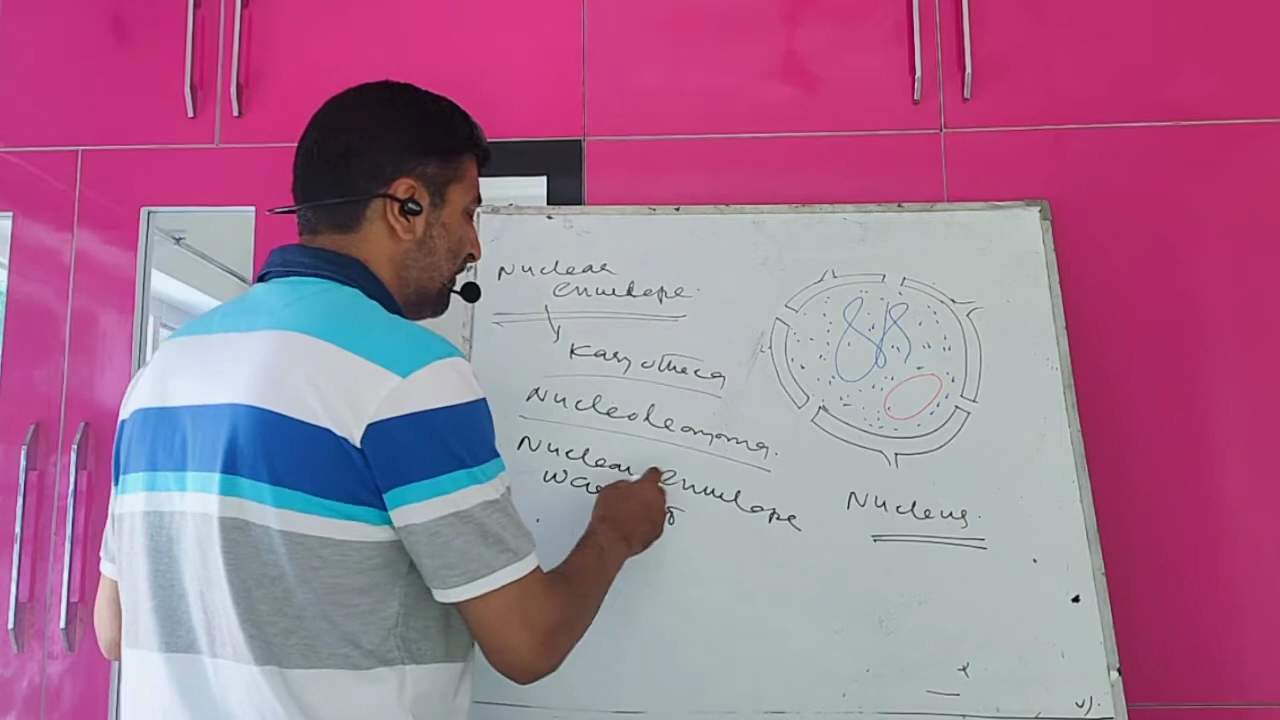 Nuclear
envelope.
Karyotheca
Nucleolemma.
Nuclear envelope
Nucleus.